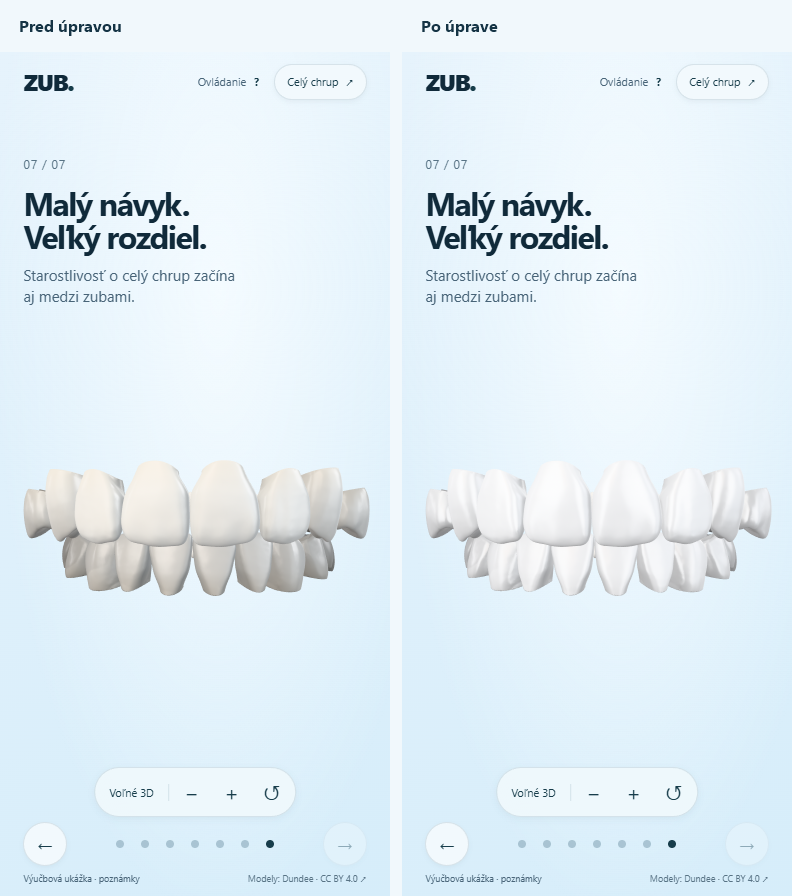 Pred úpravou
ZUB.
Ovládanie ?
Celý chrup ↗
07 / 07
Malý návyk.
Veľký rozdiel.
Starostlivosť o celý chrup začína
aj medzi zubami.
Voľné 3D − + ↺
← →
Výučbová ukážka · poznámky
Modely: Dundee · CC BY 4.0 ↗
Po úprave
ZUB.
Ovládanie ?
Celý chrup ↗
07 / 07
Malý návyk.
Veľký rozdiel.
Starostlivosť o celý chrup začína
aj medzi zubami.
Voľné 3D − + ↺
← →
Výučbová ukážka · poznámky
Modely: Dundee · CC BY 4.0 ↗